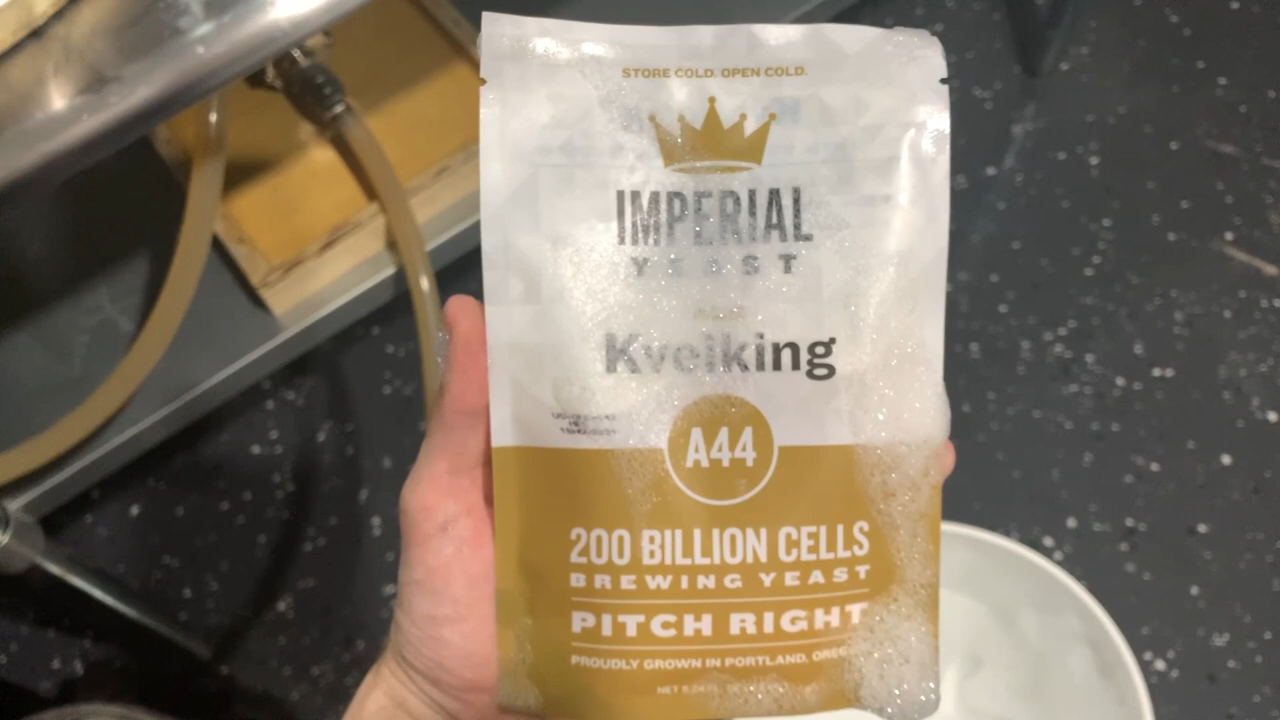 STORE COLD. OPEN COLD.
IMPERIAL
YEAST
Kveiking
A44
200 BILLION CELLS
BREWING YEAST
PITCH RIGHT
PROUDLY GROWN IN PORTLAND,
NET